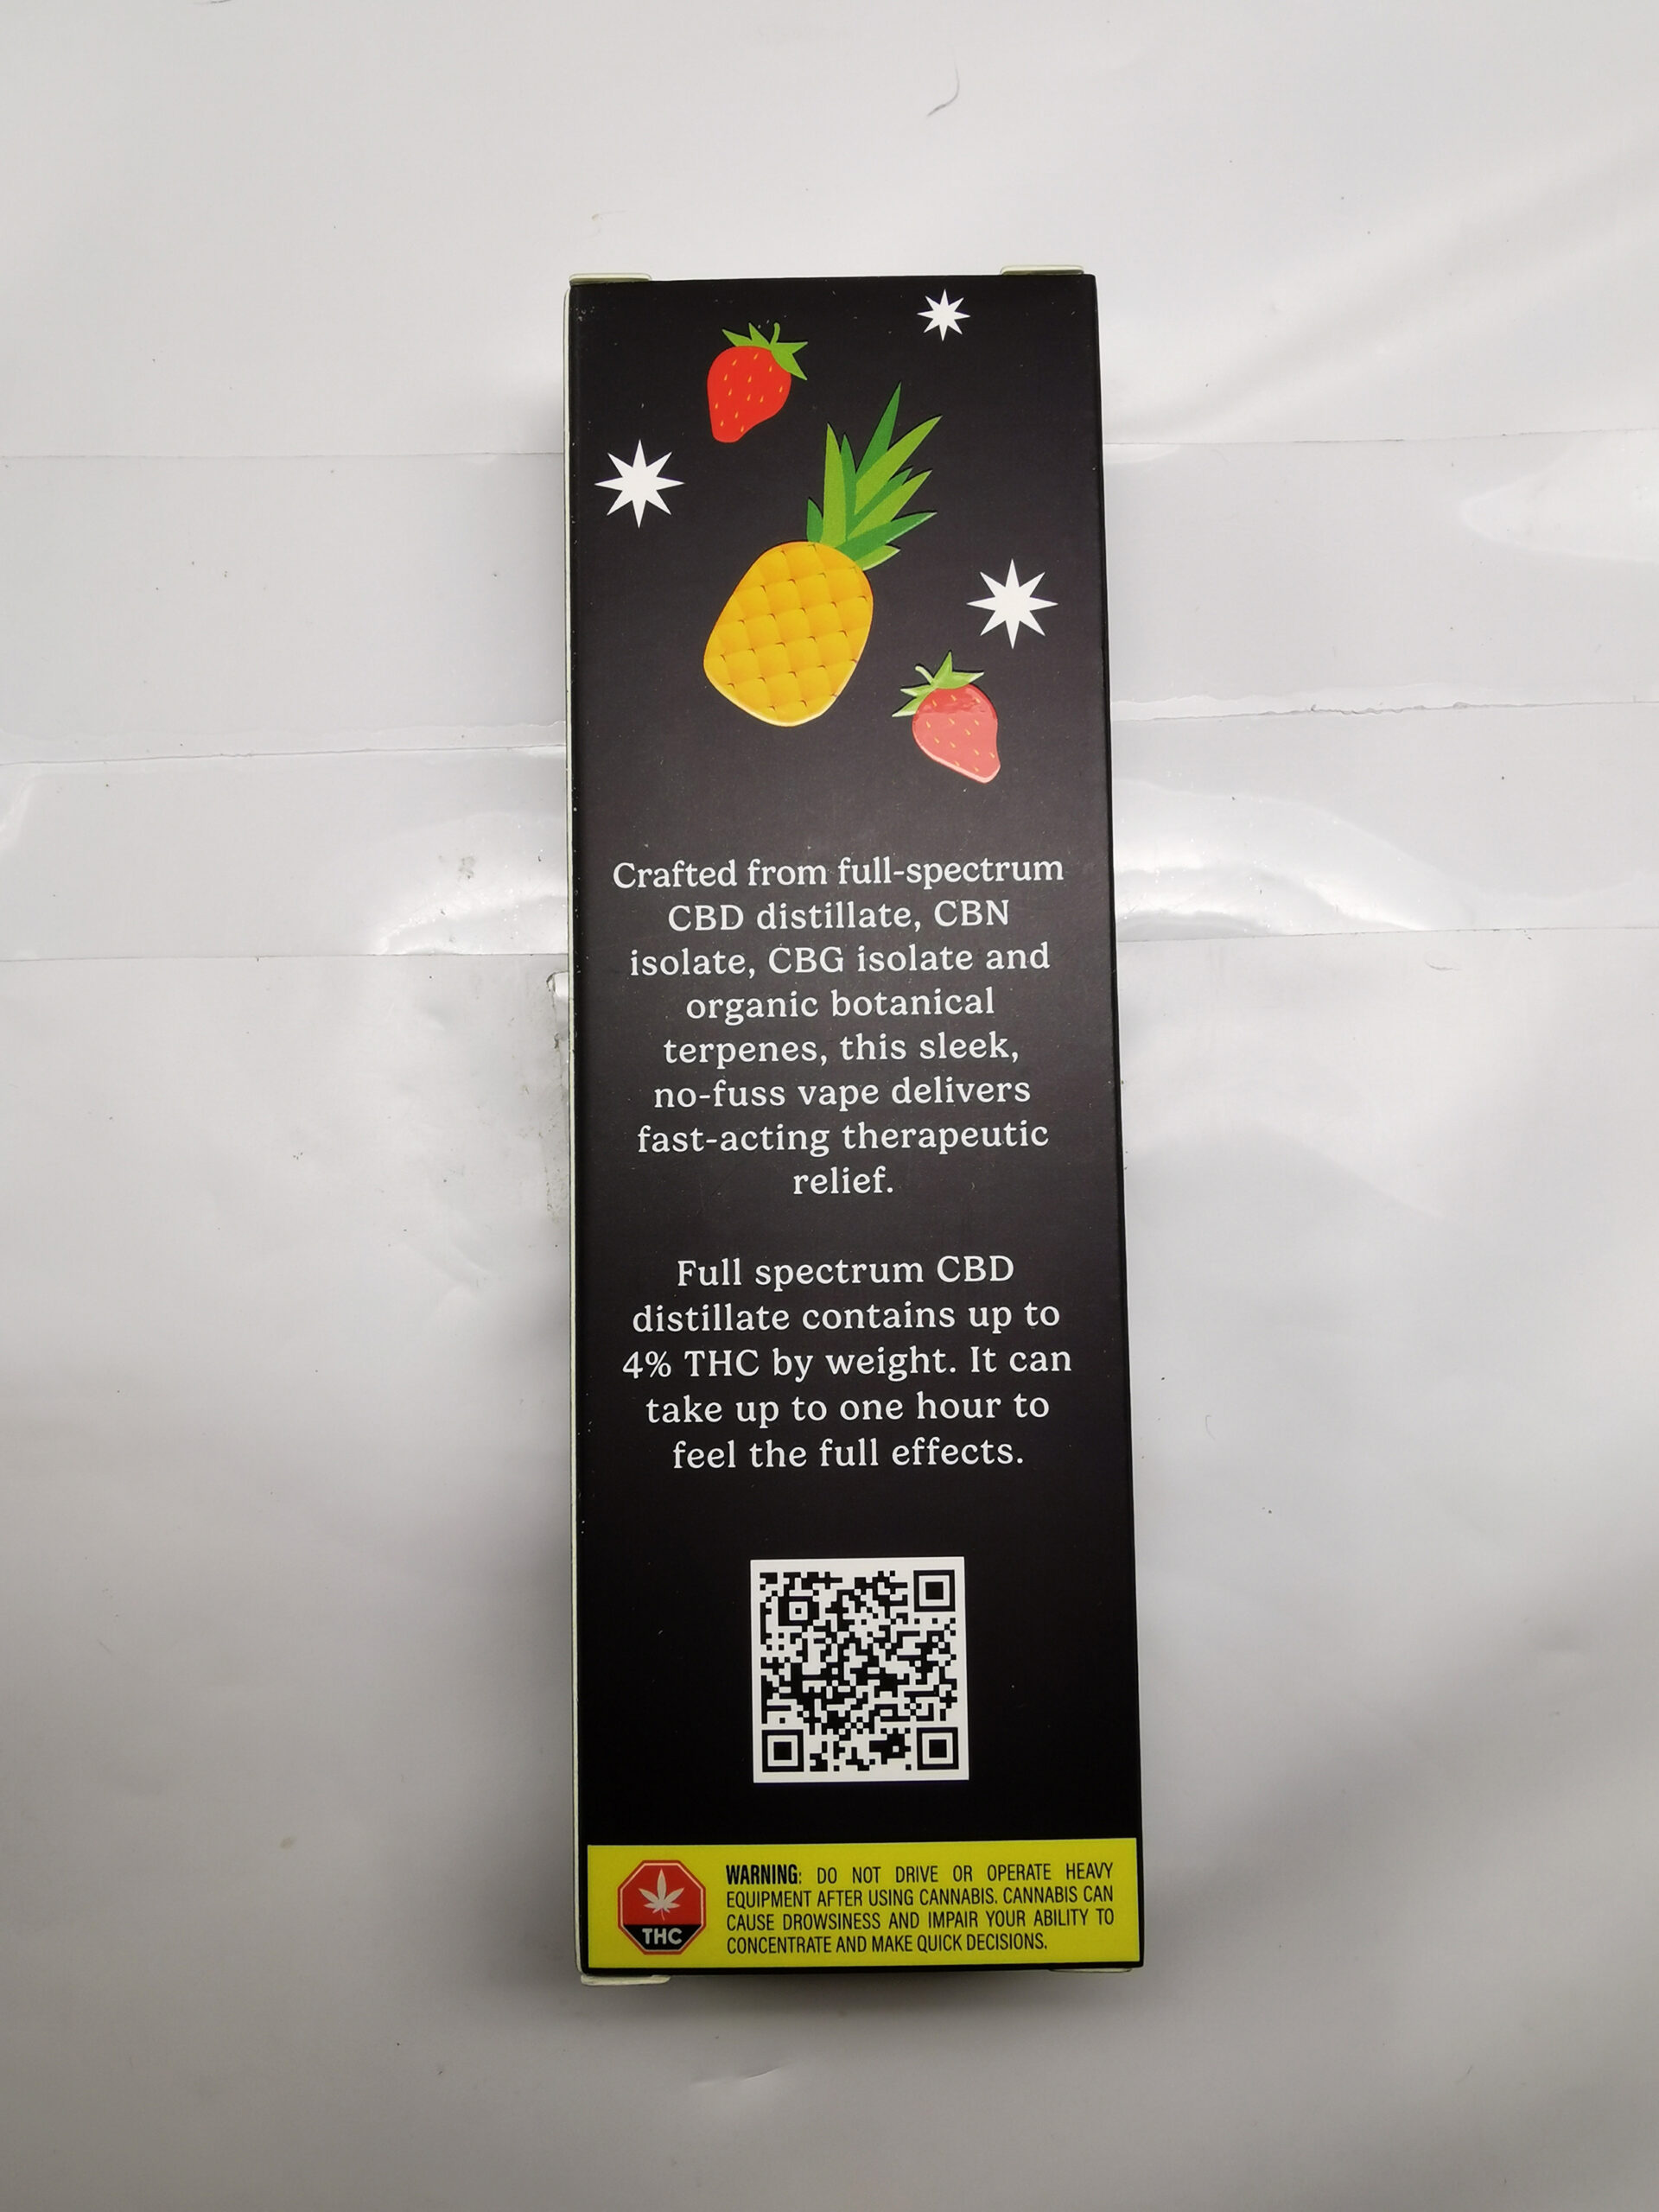 Crafted from full-spectrum
CBD distillate, CBN
isolate, CBG isolate and
organic botanical
terpenes, this sleek,
no-fuss vape delivers
fast-acting therapeutic
relief.
Full spectrum CBD
distillate contains up to
4% THC by weight. It can
take up to one hour to
feel the full effects.
THC
WARNING: DO NOT DRIVE OR OPERATE HEAVY
EQUIPMENT AFTER USING CANNABIS. CANNABIS CAN
CAUSE DROWSINESS AND IMPAIR YOUR ABILITY TO
CONCENTRATE AND MAKE QUICK DECISIONS.